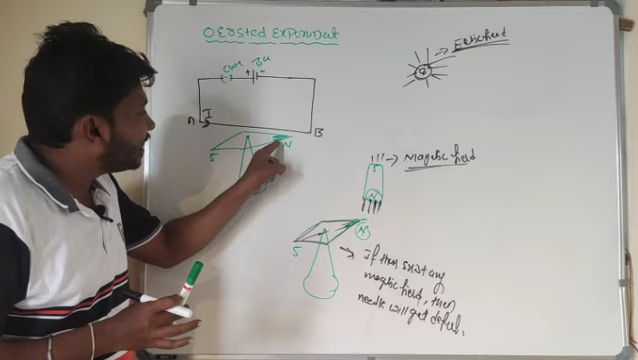 Oersted Experiment
+ -
A I
B
S N
Q → Electric field
S → Magnetic field
N
S N
→ If there exist any
magnetic field, then
needle will get deflect.